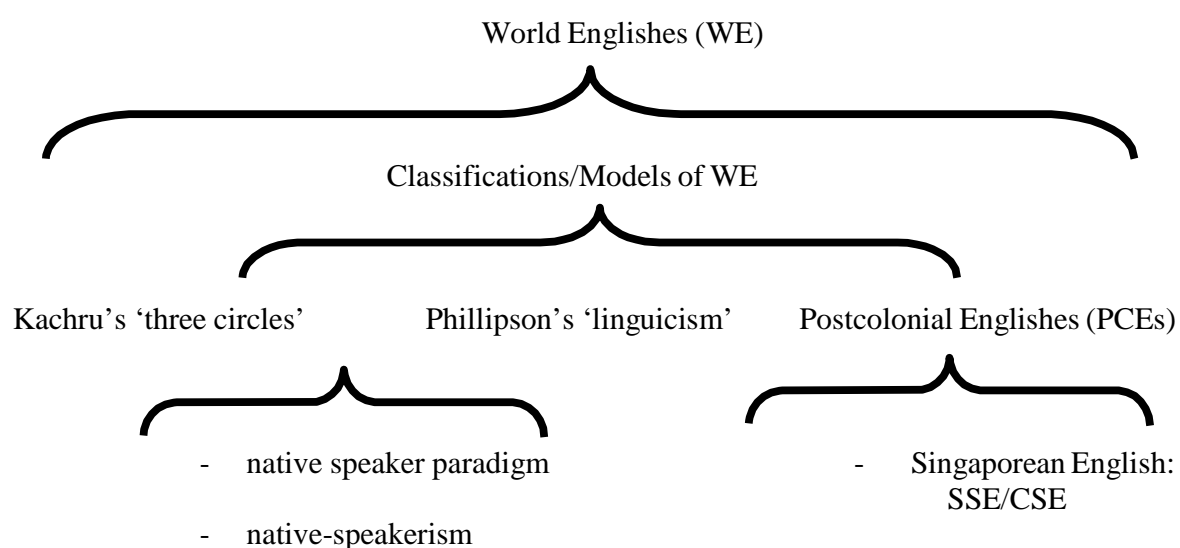 World Englishes (WE)
Classifications/Models of WE
Kachru's ‘three circles’
Phillipson's ‘linguicism’
Postcolonial Englishes (PCEs)
- native speaker paradigm
- native-speakerism
- Singaporean English:
SSE/CSE